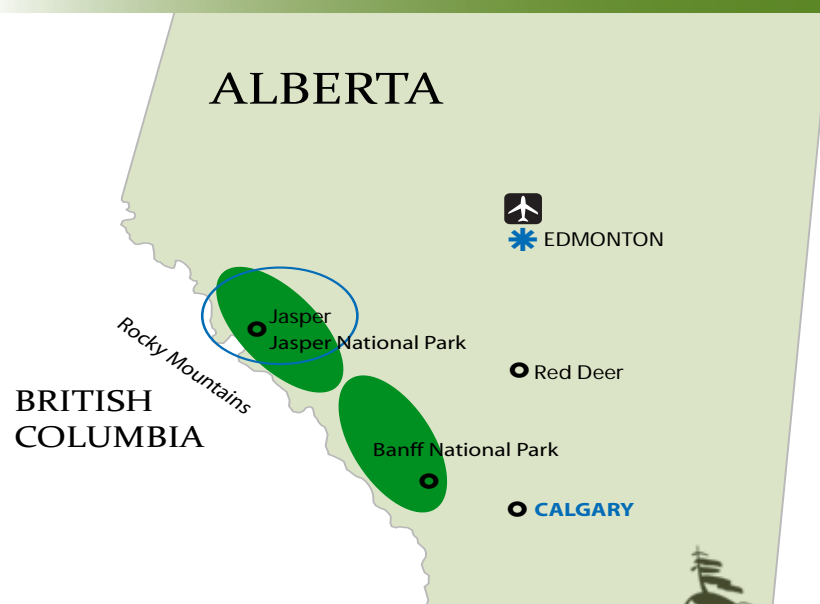 ALBERTA
EDMONTON
Jasper
Jasper National Park
Rocky Mountains
Red Deer
BRITISH
COLUMBIA
Banff National Park
CALGARY